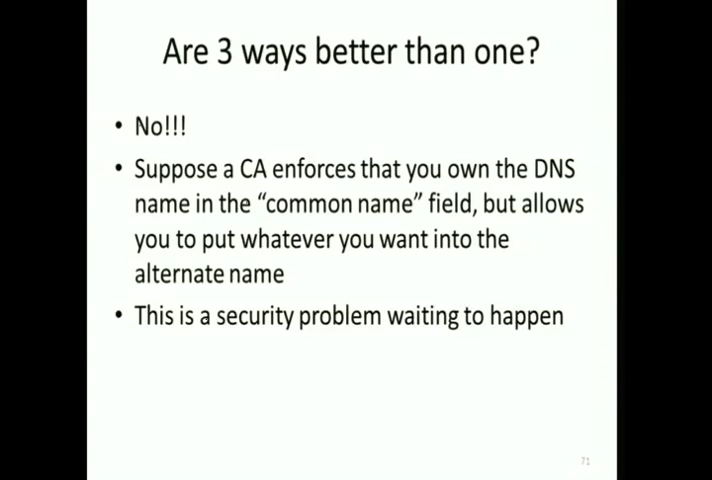 Are 3 ways better than one?
• No!!!
• Suppose a CA enforces that you own the DNS
name in the “common name” field, but allows
you to put whatever you want into the
alternate name
• This is a security problem waiting to happen
71